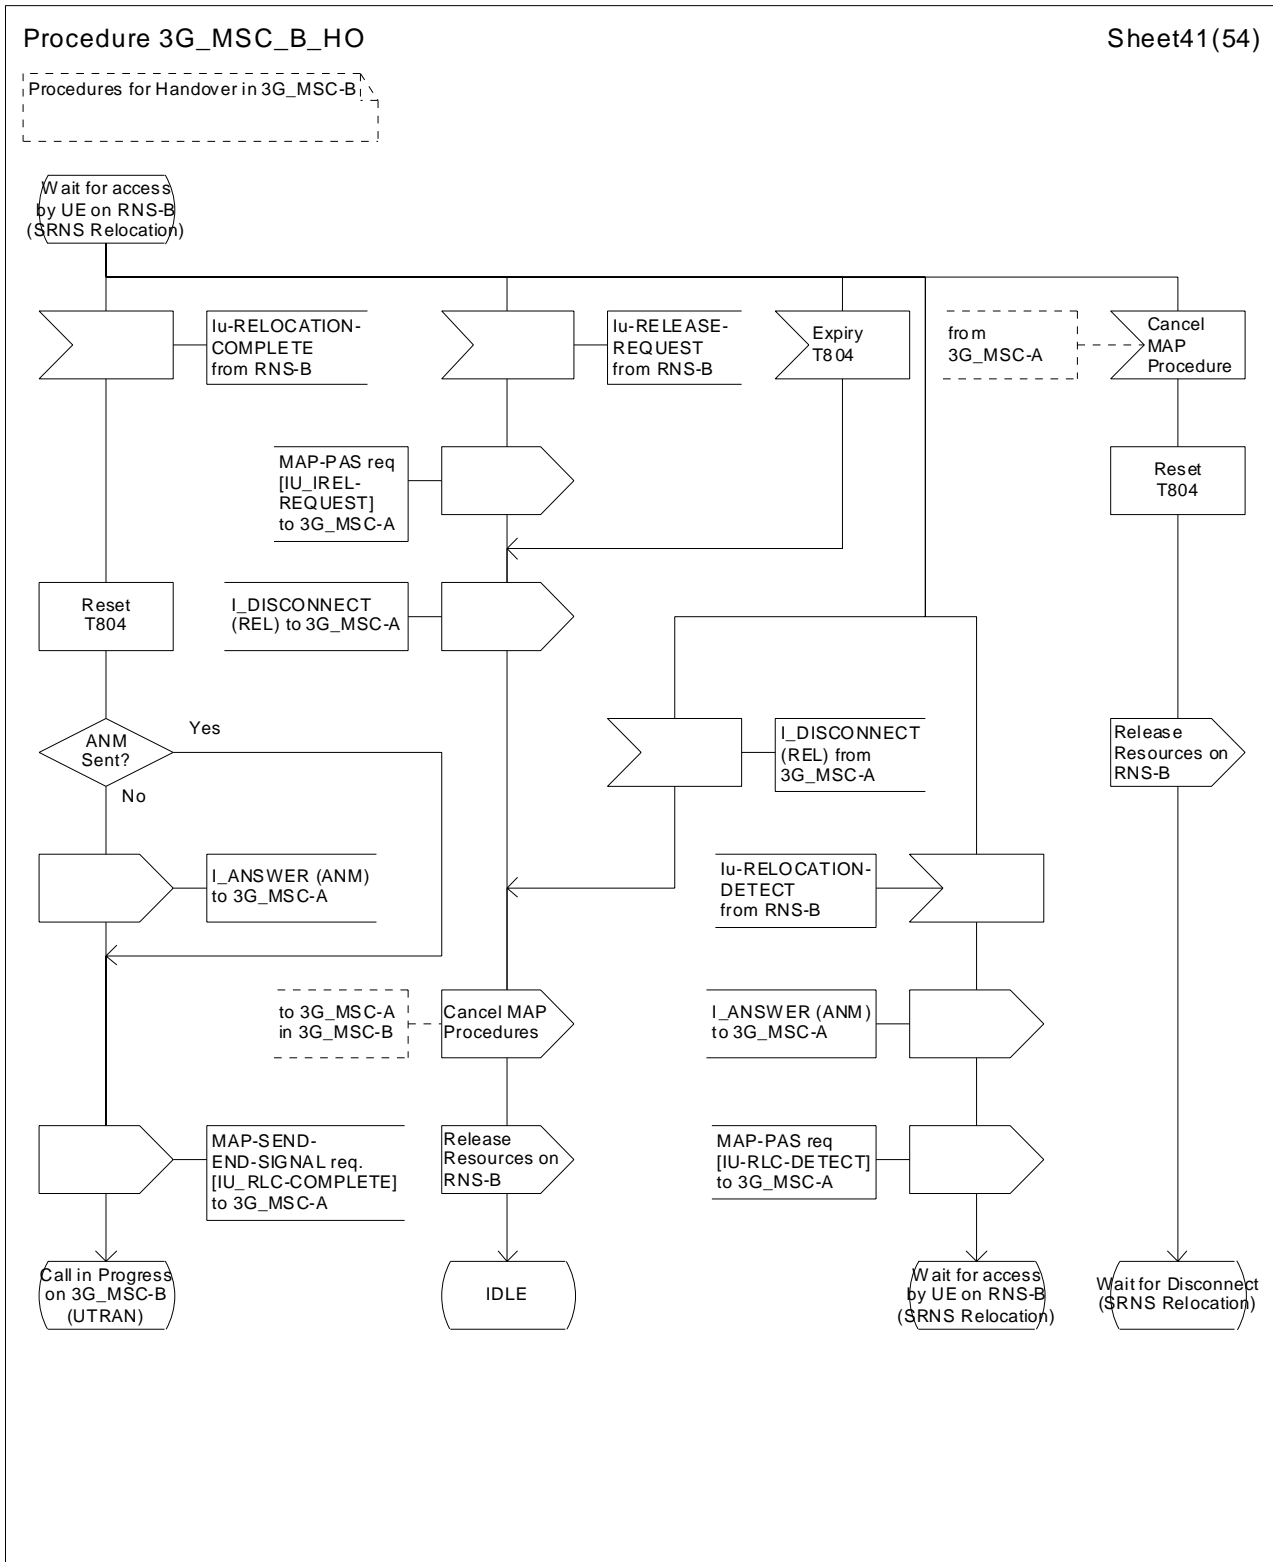 Procedure 3G_MSC_B_HO
Sheet41(54)
Procedures for Handover in 3G_MSC-B
Wait for access
by UE on RNS-B
(SRNS Relocation)
Iu-RELOCATION-
COMPLETE
from RNS-B
Iu-RELEASE-
REQUEST
from RNS-B
Expiry
T804
from
3G_MSC-A
Cancel
MAP
Procedure
MAP-PAS req
[IU_IREL-
REQUEST]
to 3G_MSC-A
Reset
T804
Reset
T804
I_DISCONNECT
(REL) to 3G_MSC-A
ANM
Sent?
Yes
No
I_DISCONNECT
(REL) from
3G_MSC-A
Release
Resources on
RNS-B
I_ANSWER (ANM)
to 3G_MSC-A
Iu-RELOCATION-
DETECT
from RNS-B
to 3G_MSC-A
in 3G_MSC-B
Cancel MAP
Procedures
I_ANSWER (ANM)
to 3G_MSC-A
MAP-SEND-
END-SIGNAL req.
[IU_RLC-COMPLETE]
to 3G_MSC-A
Release
Resources on
RNS-B
MAP-PAS req
[IU-RLC-DETECT]
to 3G_MSC-A
Call in Progress
on 3G_MSC-B
(UTRAN)
IDLE
Wait for access
by UE on RNS-B
(SRNS Relocation)
Wait for Disconnect
(SRNS Relocation)